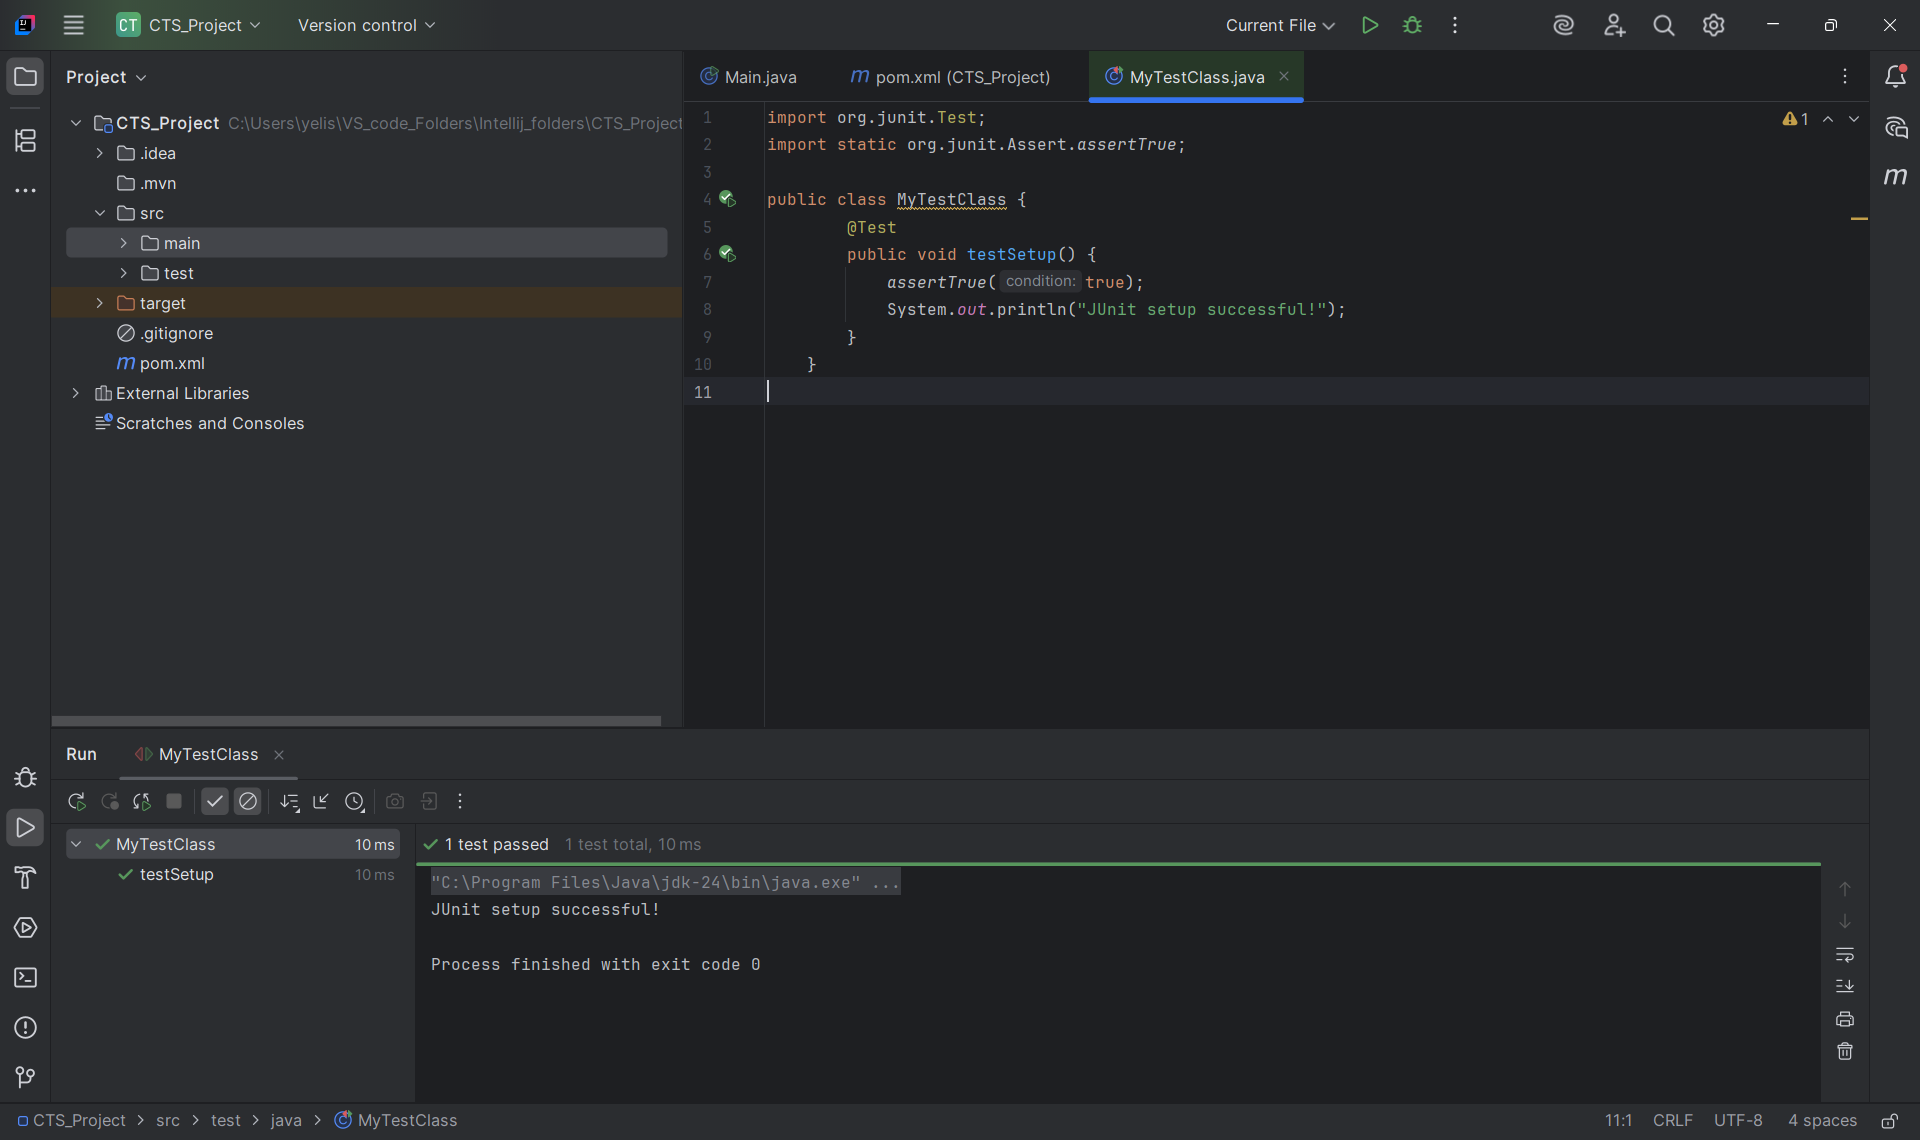 CT CTS_Project Version control Current File
Project
CTS_Project C:\Users\yelis\VS_code_Folders\Intellij_folders\CTS_Project
.idea
.mvn
src
main
test
target
.gitignore
m pom.xml
External Libraries
Scratches and Consoles
Main.java m pom.xml (CTS_Project) MyTestClass.java
1 import org.junit.Test;
2 import static org.junit.Assert.assertTrue;
3
4 public class MyTestClass {
5 @Test
6 public void testSetup() {
7 assertTrue( condition: true);
8 System.out.println("JUnit setup successful!");
9 }
10 }
11
1
m
Run MyTestClass
MyTestClass 10 ms
testSetup 10 ms
1 test passed 1 test total, 10 ms
"C:\Program Files\Java\jdk-24\bin\java.exe" ...
JUnit setup successful!
Process finished with exit code 0
CTS_Project > src > test > java > MyTestClass 11:1 CRLF UTF-8 4 spaces